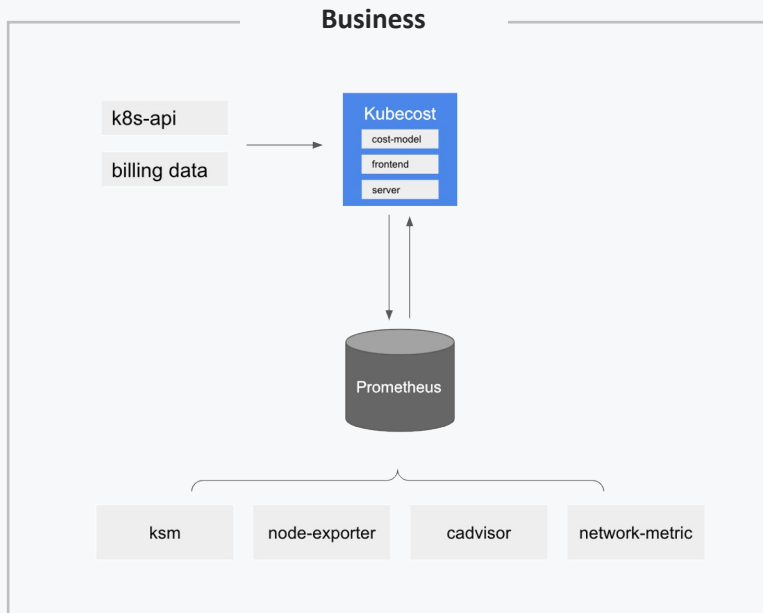 Business
k8s-api
billing data
Kubecost
cost-model
frontend
server
Prometheus
ksm
node-exporter
cadvisor
network-metric